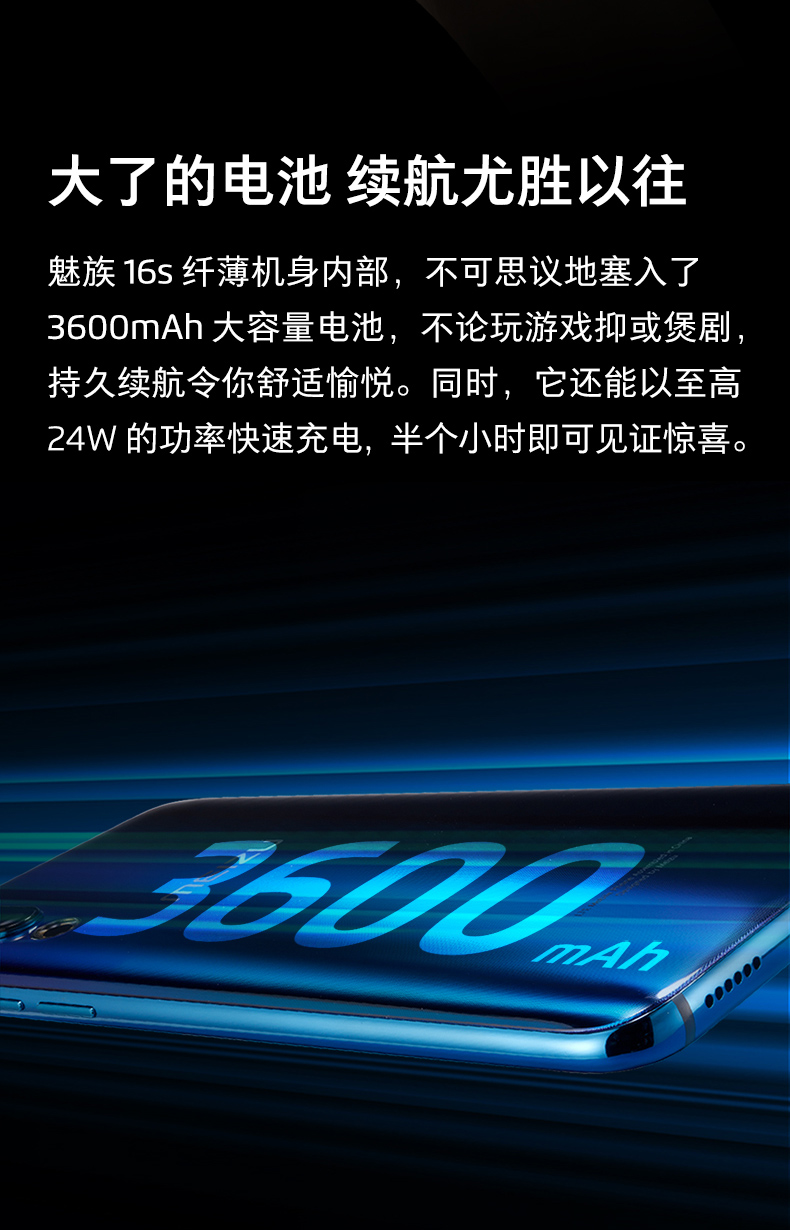 大了的电池 续航尤胜以往
魅族 16s 纤薄机身内部，不可思议地塞入了
3600mAh 大容量电池，不论玩游戏抑或煲剧，
持久续航令你舒适愉悦。同时，它还能以至高
24W 的功率快速充电，半个小时即可见证惊喜。
3600
mAh